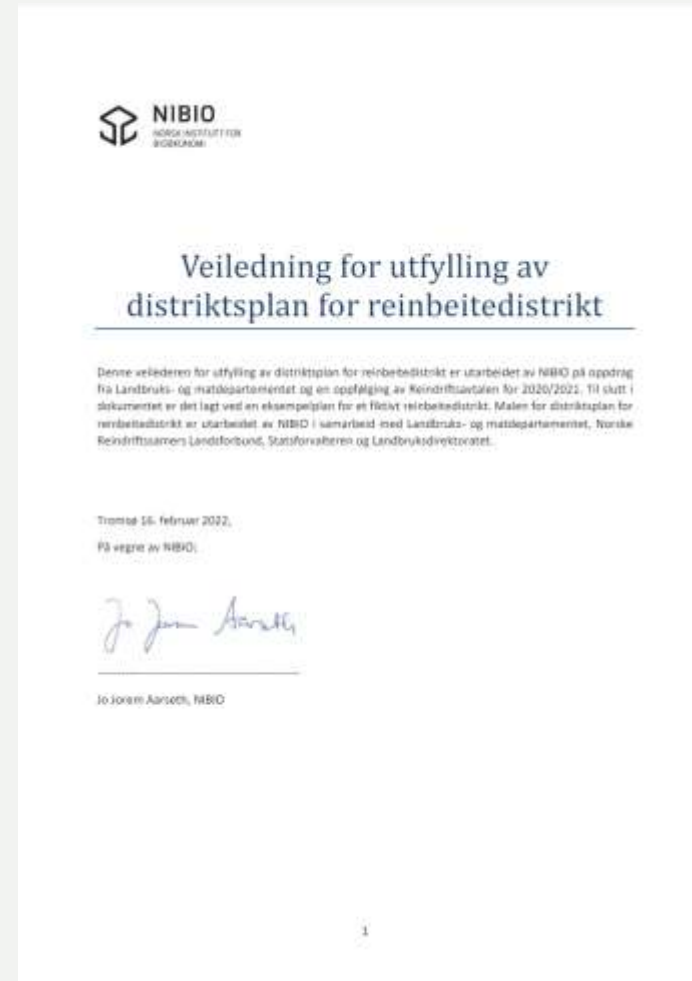 NIBIO
NORSK INSTITUTT FOR
BIOØKONOMI
Veiledning for utfylling av
distriktsplan for reinbeitedistrikt
Denne veilederen for utfylling av distriktsplan for reinbeitedistrikt er utarbeidet av NIBIO på oppdrag
fra Landbruks- og matdepartementet og en oppfølging av Reindriftsavtalen for 2020/2021. Til slutt i
dokumentet er det lagt ved en eksempelplan for et fiktivt reinbeitedistrikt. Malen for distriktsplan for
reinbeitedistrikt er utarbeidet av NIBIO i samarbeid med Landbruks- og matdepartementet, Norske
Reindriftssamers Landsforbund, Statsforvalteren og Landbruksdirektoratet.
Tromsø 16. februar 2022,
På vegne av NIBIO;
Jo Jorem Aarseth
Jo Jorem Aarseth, NIBIO
1